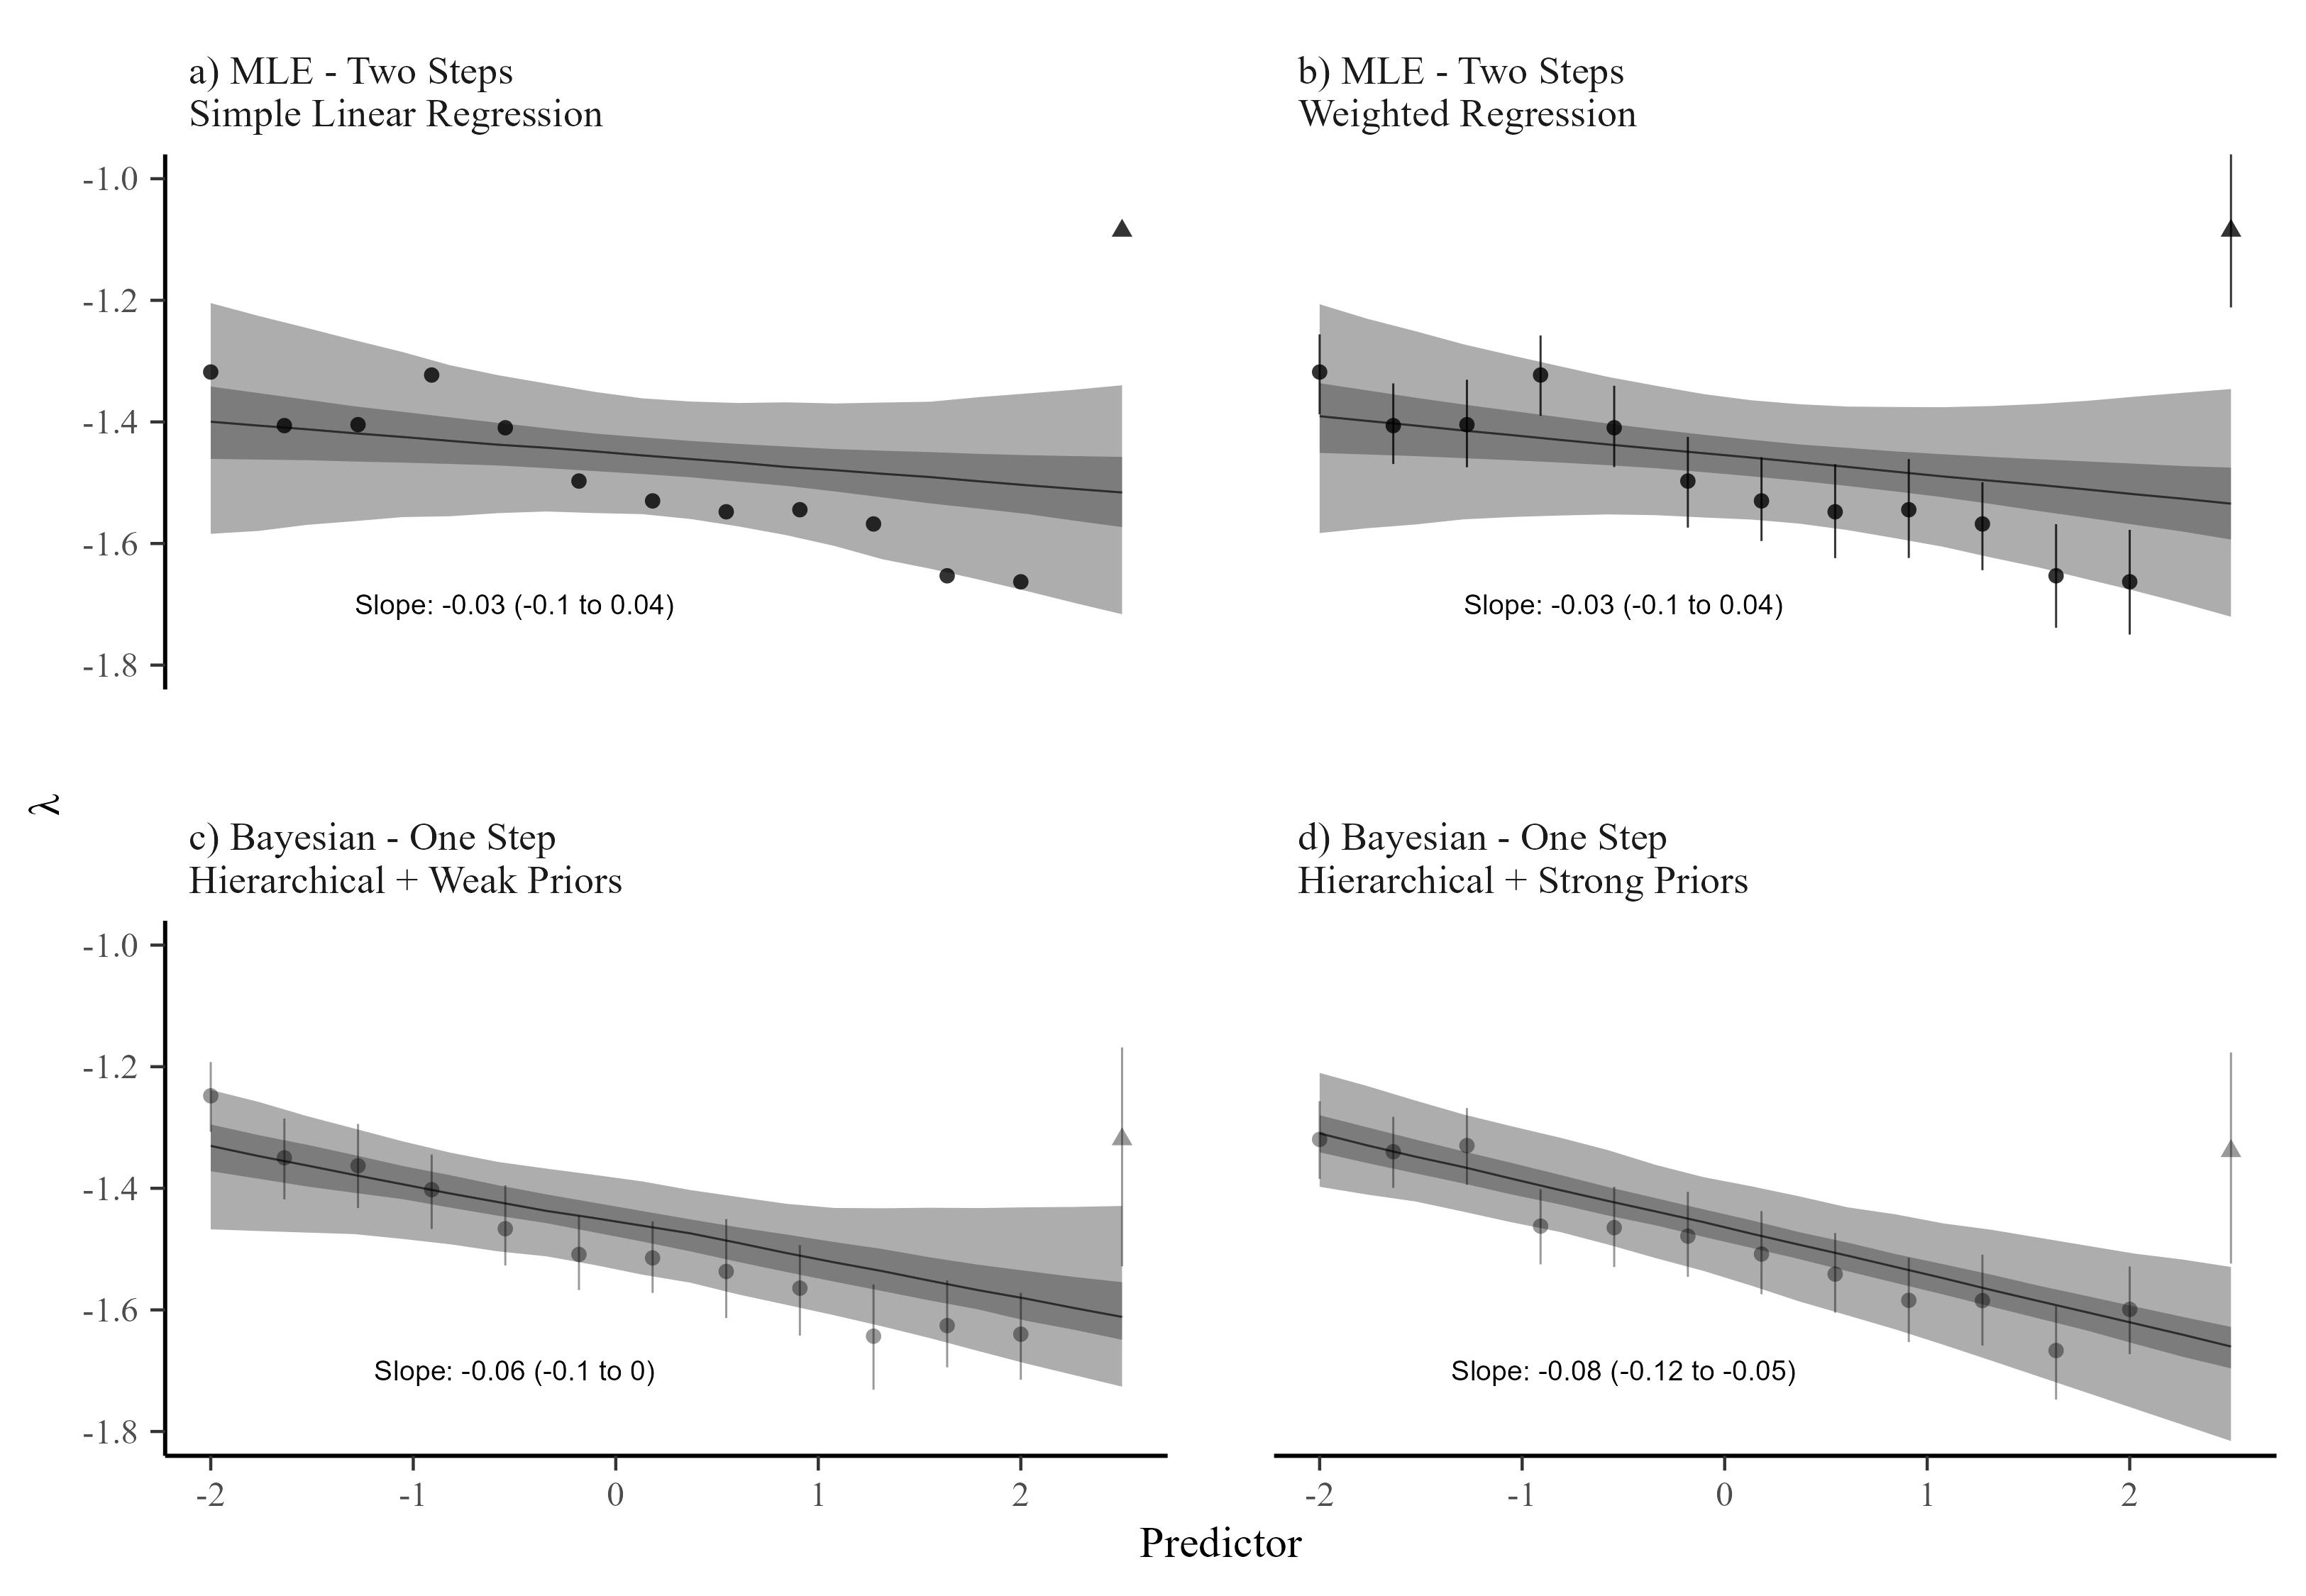 a) MLE - Two Steps
Simple Linear Regression
b) MLE - Two Steps
Weighted Regression
-1.0
-1.2
-1.4
-1.6
-1.8
Slope: -0.03 (-0.1 to 0.04)
Slope: -0.03 (-0.1 to 0.04)
λ
c) Bayesian - One Step
Hierarchical + Weak Priors
d) Bayesian - One Step
Hierarchical + Strong Priors
-1.0
-1.2
-1.4
-1.6
-1.8
Slope: -0.06 (-0.1 to 0)
Slope: -0.08 (-0.12 to -0.05)
-2 -1 0 1 2
-2 -1 0 1 2
Predictor